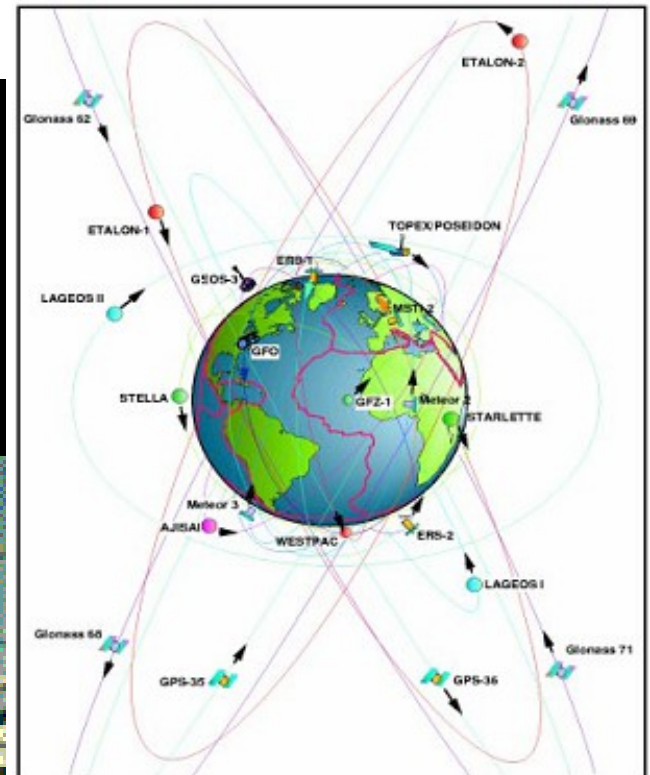 ETALON-2
Glonass 62
Glonass 69
ETALON-1
TOPEX/POSEIDON
ERS-1
GEOS-3
LAGEOS II
MSTI-2
GFO
STELLA
GFZ-1
Meteor 2
STARLETTE
Meteor 3
AJISAI
WESTPAC
ERS-2
LAGEOS I
Glonass 68
Glonass 71
GPS-35
GPS-36